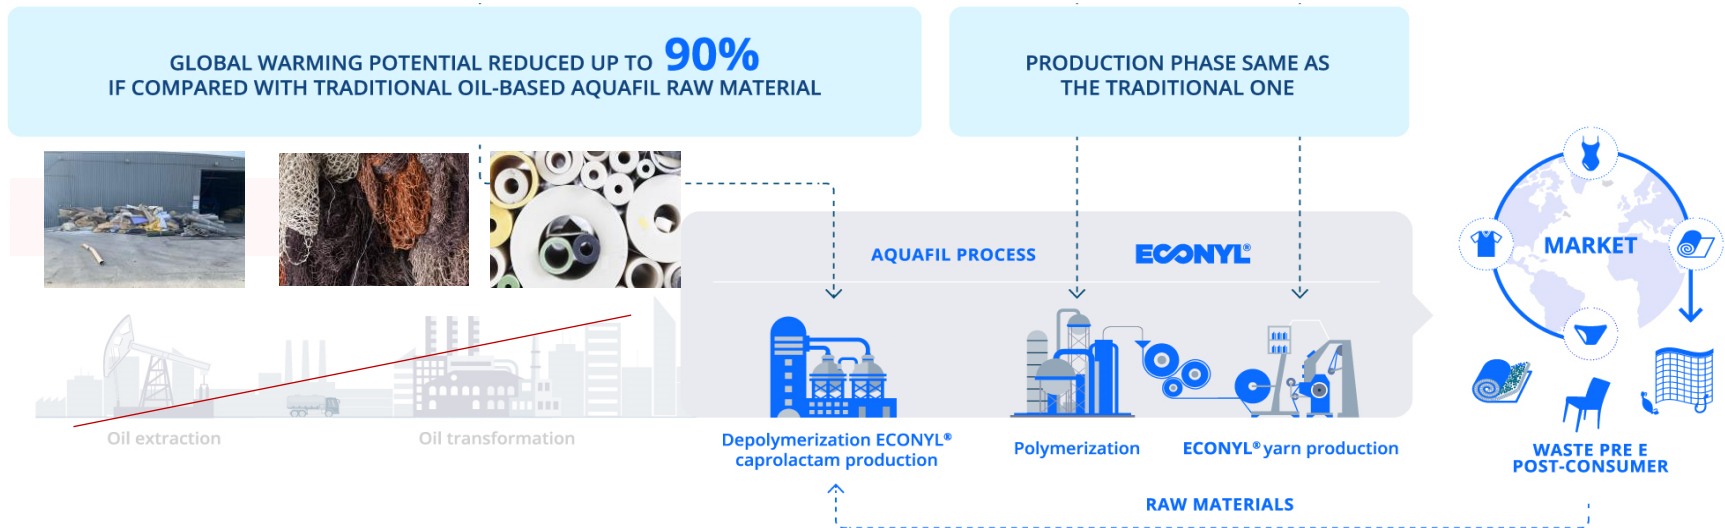 GLOBAL WARMING POTENTIAL REDUCED UP TO 90%
IF COMPARED WITH TRADITIONAL OIL-BASED AQUAFIL RAW MATERIAL
PRODUCTION PHASE SAME AS
THE TRADITIONAL ONE
AQUAFIL PROCESS
ECONYL®
MARKET
Oil extraction
Oil transformation
Depolymerization ECONYL®
caprolactam production
Polymerization
ECONYL® yarn production
WASTE PRE E
POST-CONSUMER
RAW MATERIALS